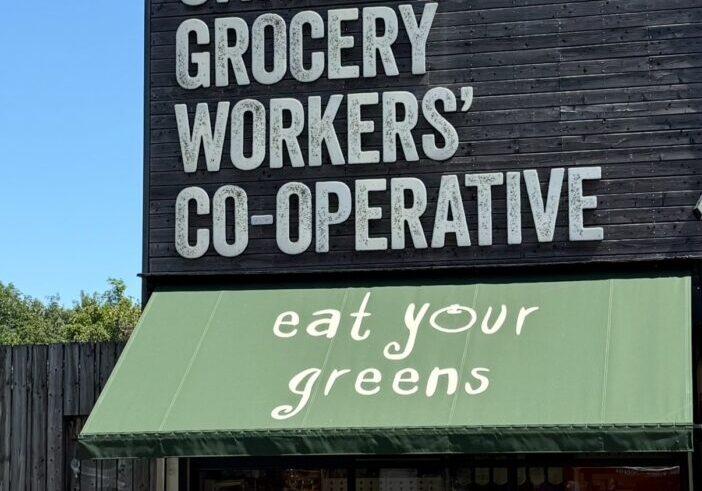 GROCERY
WORKERS’
CO-OPERATIVE
eat your
greens